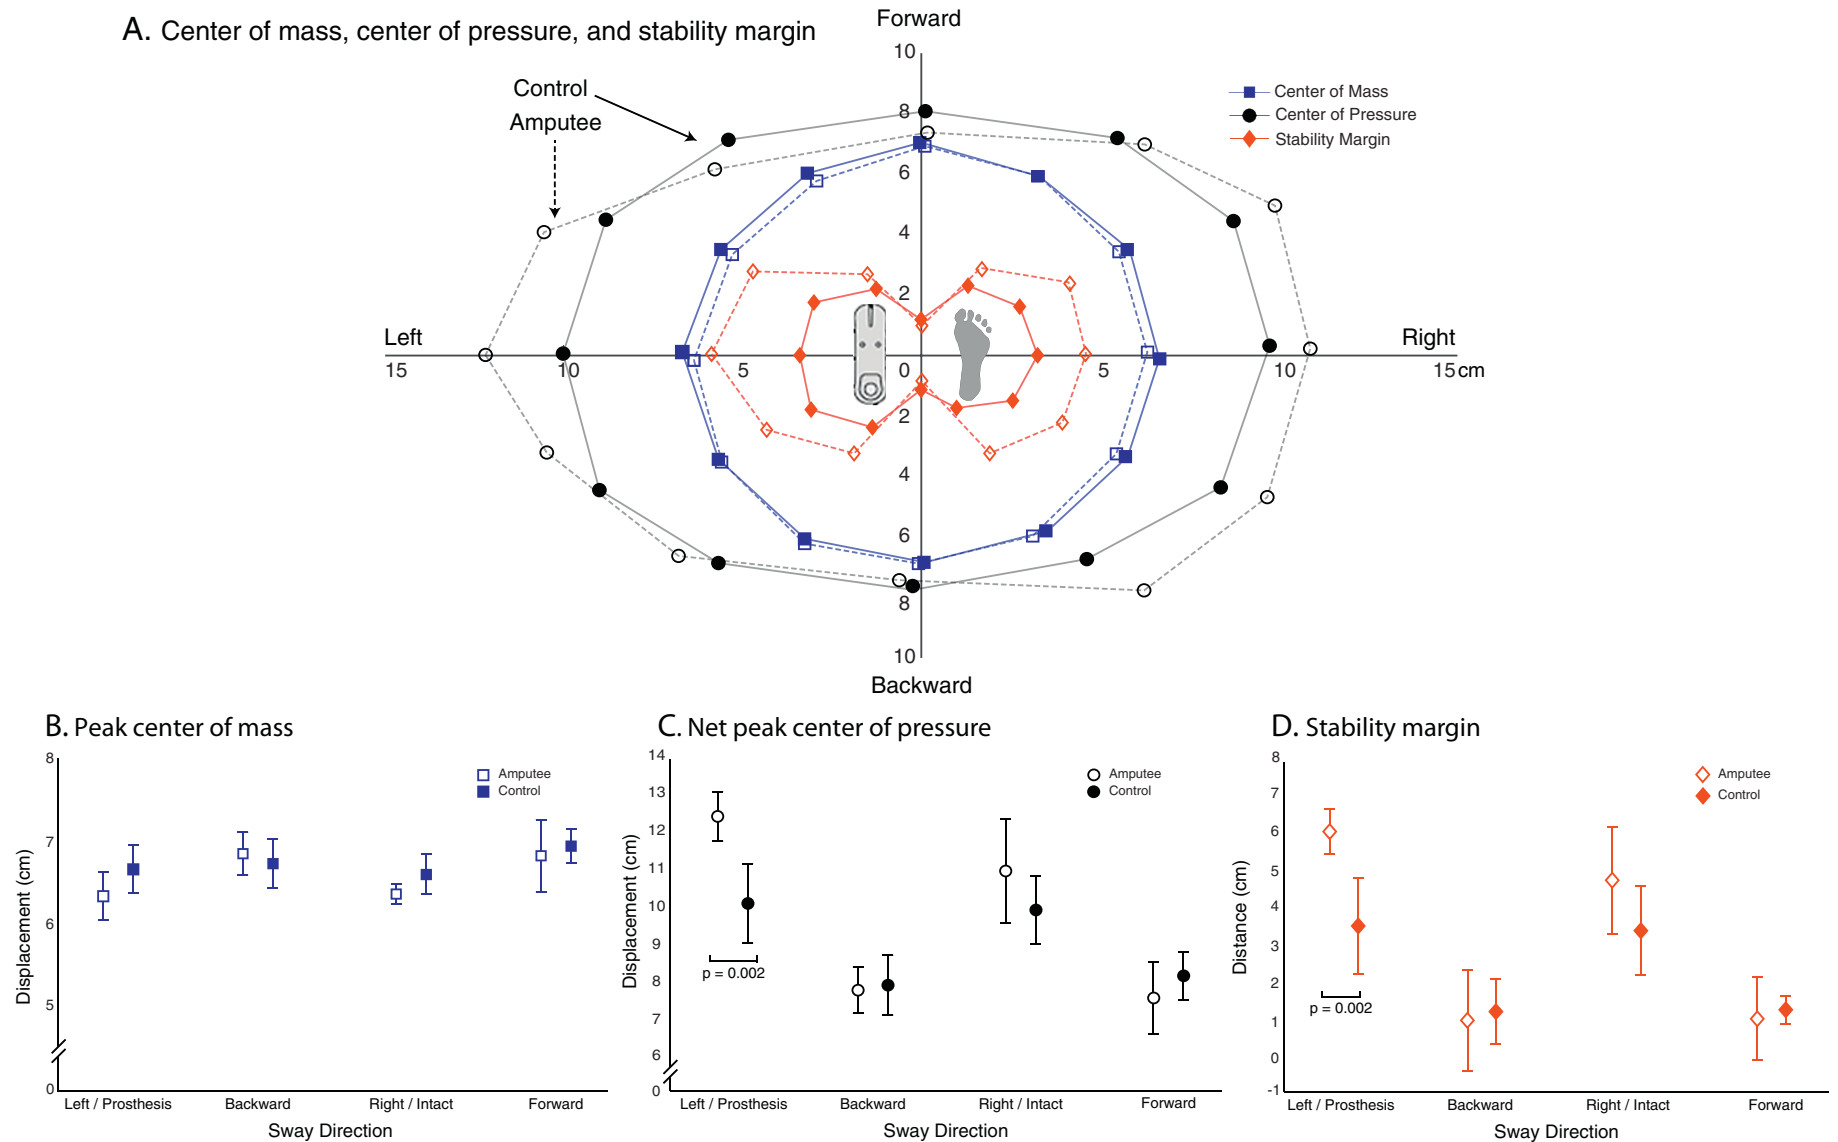 A. Center of mass, center of pressure, and stability margin
Forward
Control
Amputee
Center of Mass
Center of Pressure
Stability Margin
10
8
6
4
2
Left
Right
15
10
5
0
5
10
15 cm
2
4
6
8
10
Backward
B. Peak center of mass
8
7
6
5
0
Displacement (cm)
Amputee
Control
Left / Prosthesis
Backward
Right / Intact
Forward
Sway Direction
C. Net peak center of pressure
14
13
12
11
10
9
8
7
6
0
Displacement (cm)
Amputee
Control
p = 0.002
Left / Prosthesis
Backward
Right / Intact
Forward
Sway Direction
D. Stability margin
8
7
6
5
4
3
2
1
0
-1
Distance (cm)
Amputee
Control
p = 0.002
Left / Prosthesis
Backward
Right / Intact
Forward
Sway Direction